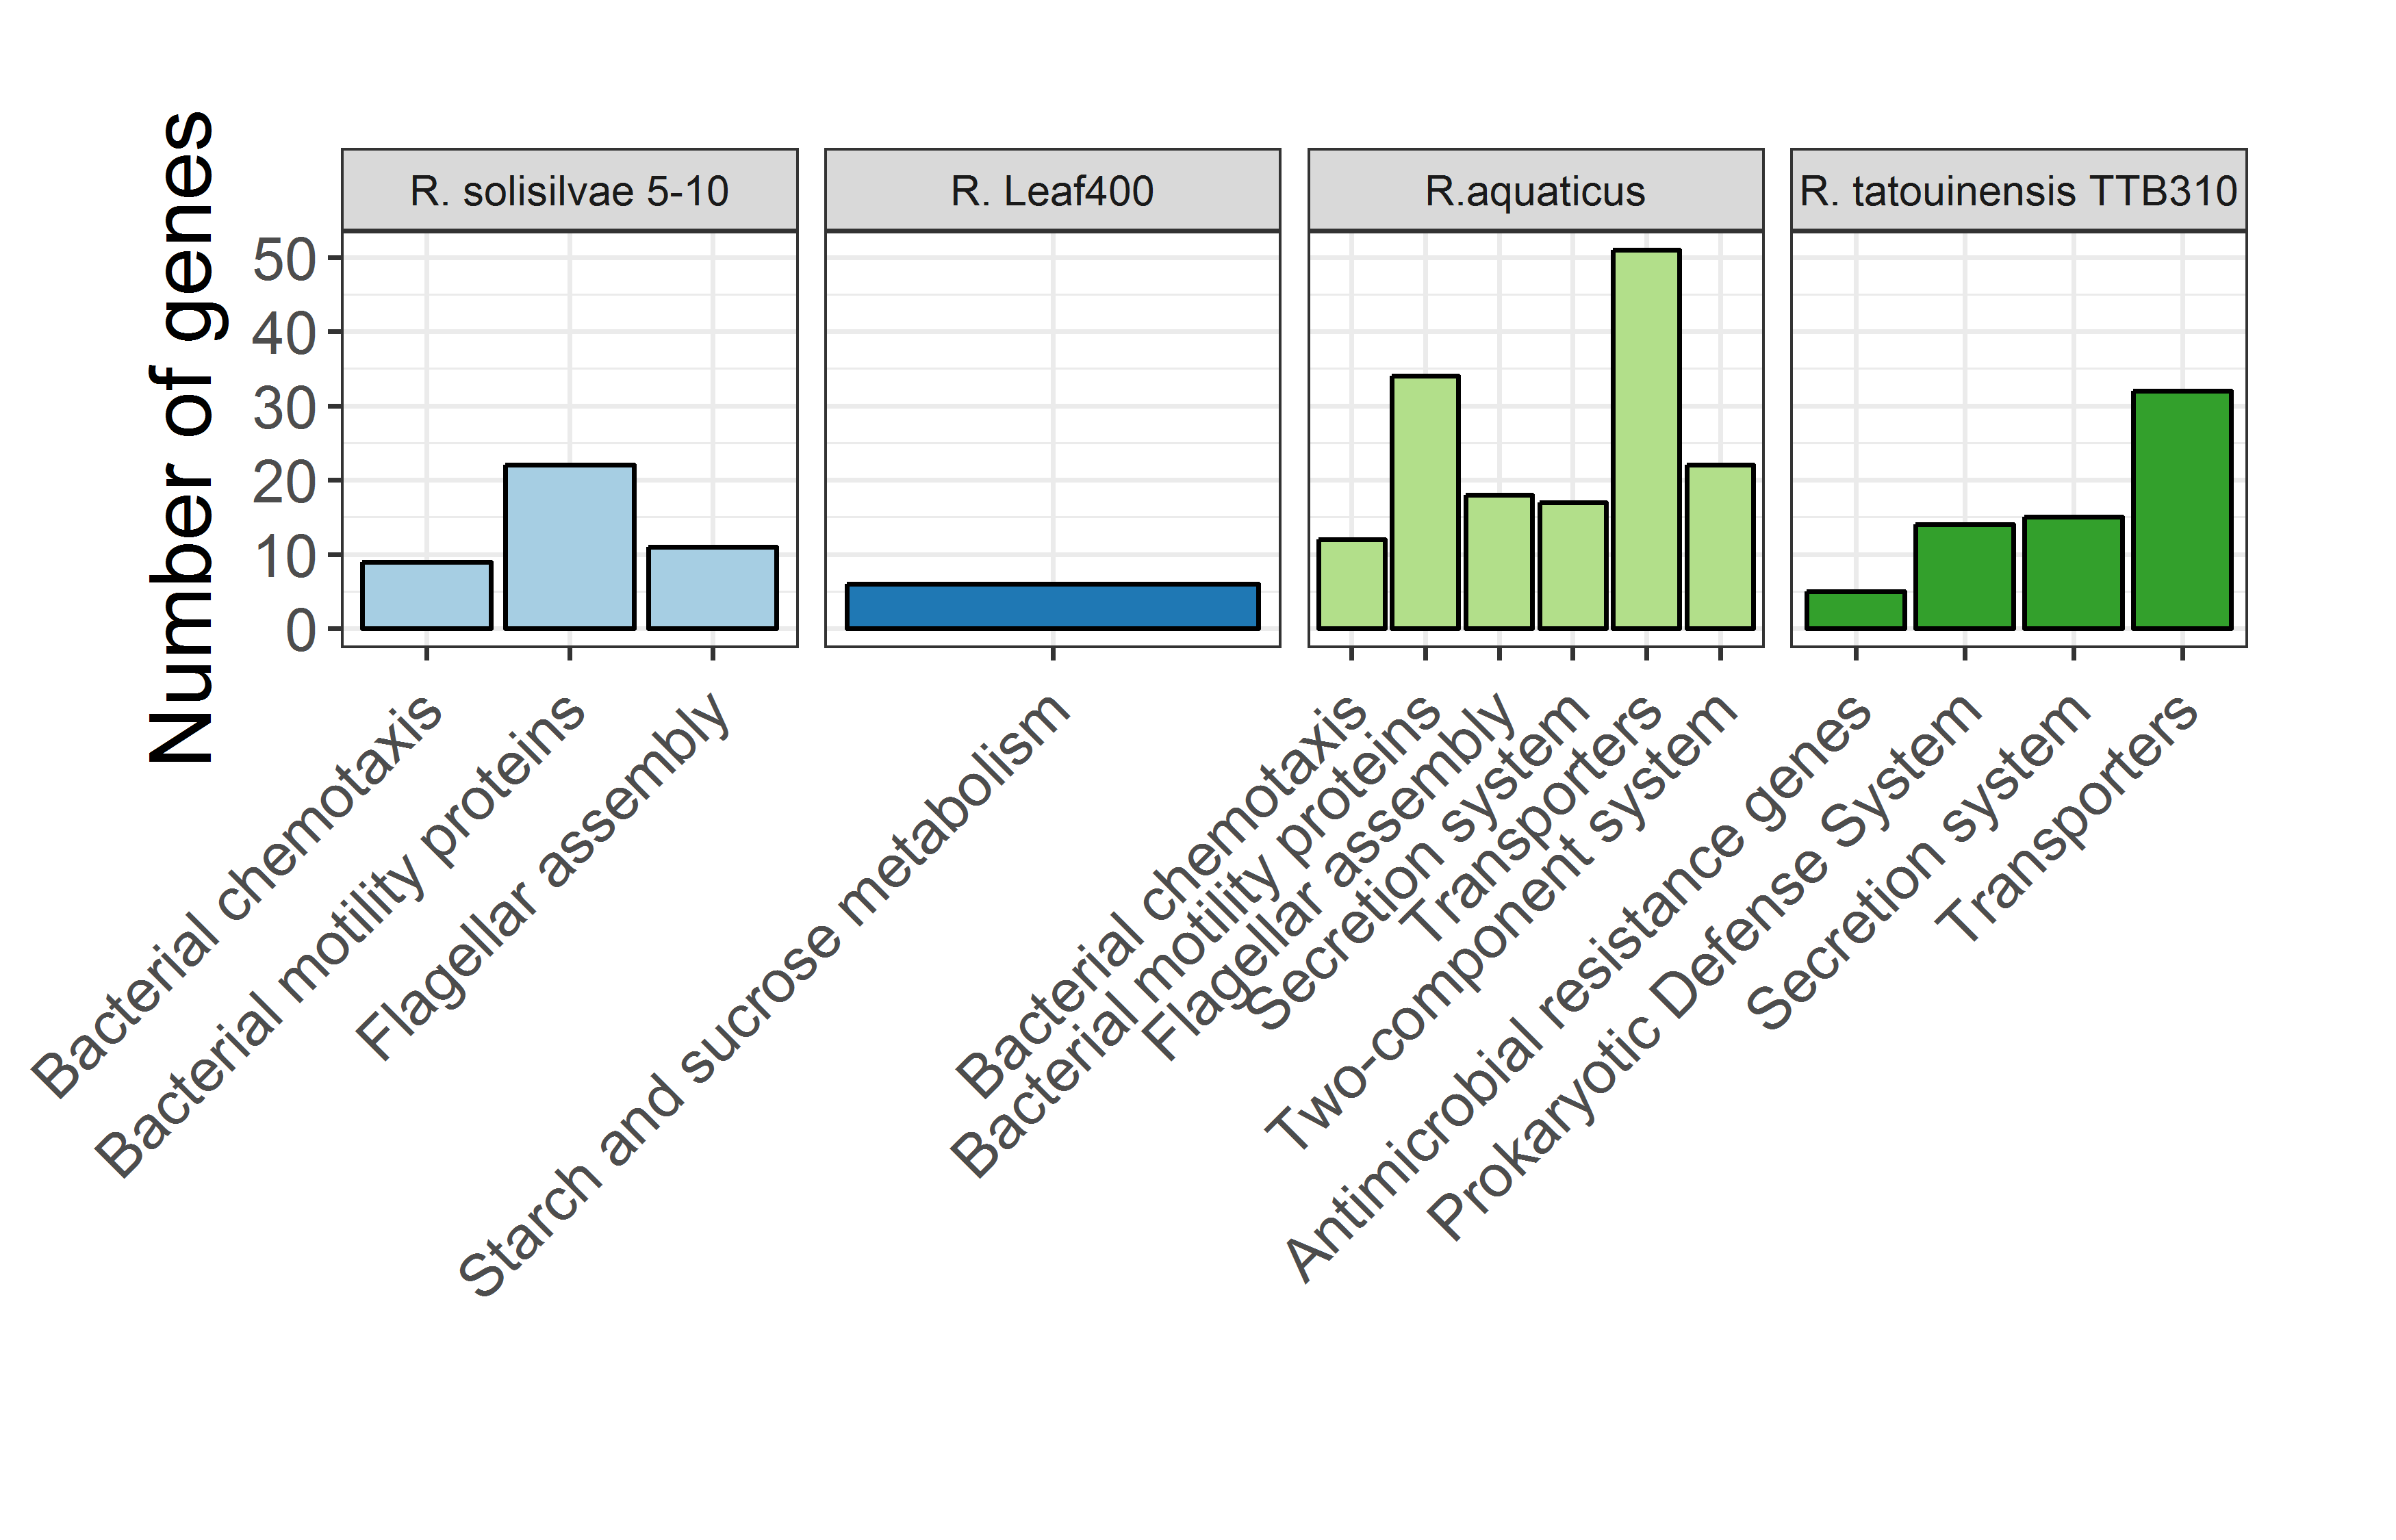 Number of genes
R. solisilvae 5-10
R. Leaf400
R.aquaticus
R. tatouinensis TTB310
50
40
30
20
10
0
Bacterial chemotaxis
Bacterial motility proteins
Flagellar assembly
Starch and sucrose metabolism
Bacterial chemotaxis
Bacterial motility proteins
Flagellar assembly
Secretion system
Transporters
Two-component system
Antimicrobial resistance genes
Prokaryotic Defense System
Secretion system
Transporters